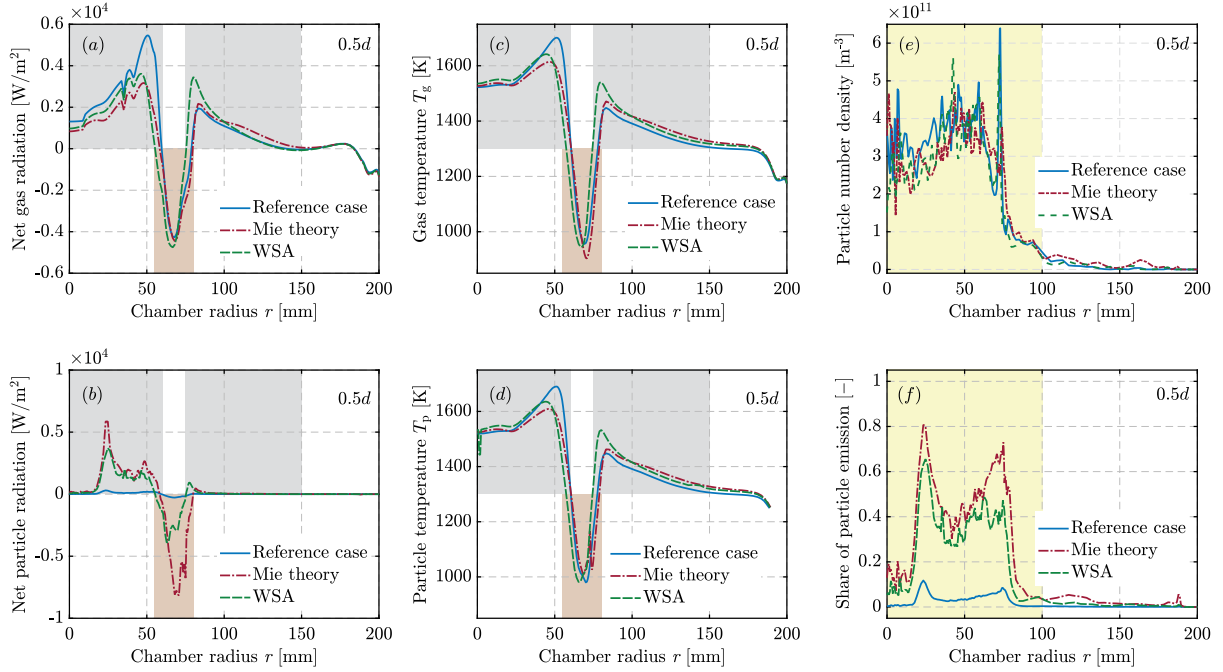 ×10⁴
(a)
0.5d
Net gas radiation [W/m²]
0.6
0.4
0.2
0
-0.2
-0.4
-0.6
Reference case
Mie theory
WSA
0 50 100 150 200
Chamber radius r [mm]
(c)
0.5d
Gas temperature Tg [K]
1600
1400
1200
1000
Reference case
Mie theory
WSA
0 50 100 150 200
Chamber radius r [mm]
×10¹¹
(e)
0.5d
Particle number density [m⁻³]
6
5
4
3
2
1
0
Reference case
Mie theory
WSA
0 50 100 150 200
Chamber radius r [mm]
×10⁴
(b)
0.5d
Net particle radiation [W/m²]
1
0.5
0
-0.5
1
Reference case
Mie theory
WSA
0 50 100 150 200
Chamber radius r [mm]
(d)
0.5d
Particle temperature Tp [K]
1600
1400
1200
1000
Reference case
Mie theory
WSA
0 50 100 150 200
Chamber radius r [mm]
(f)
0.5d
Share of particle emission [−]
1
0.8
0.6
0.4
0.2
0
Reference case
Mie theory
WSA
0 50 100 150 200
Chamber radius r [mm]